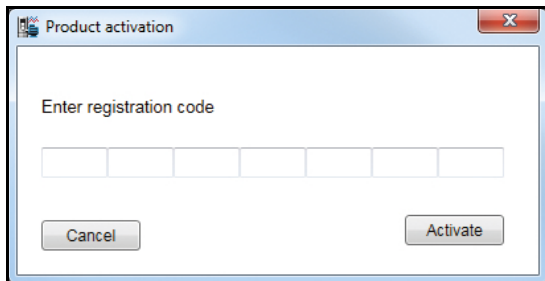 Product activation
Enter registration code
Cancel
Activate